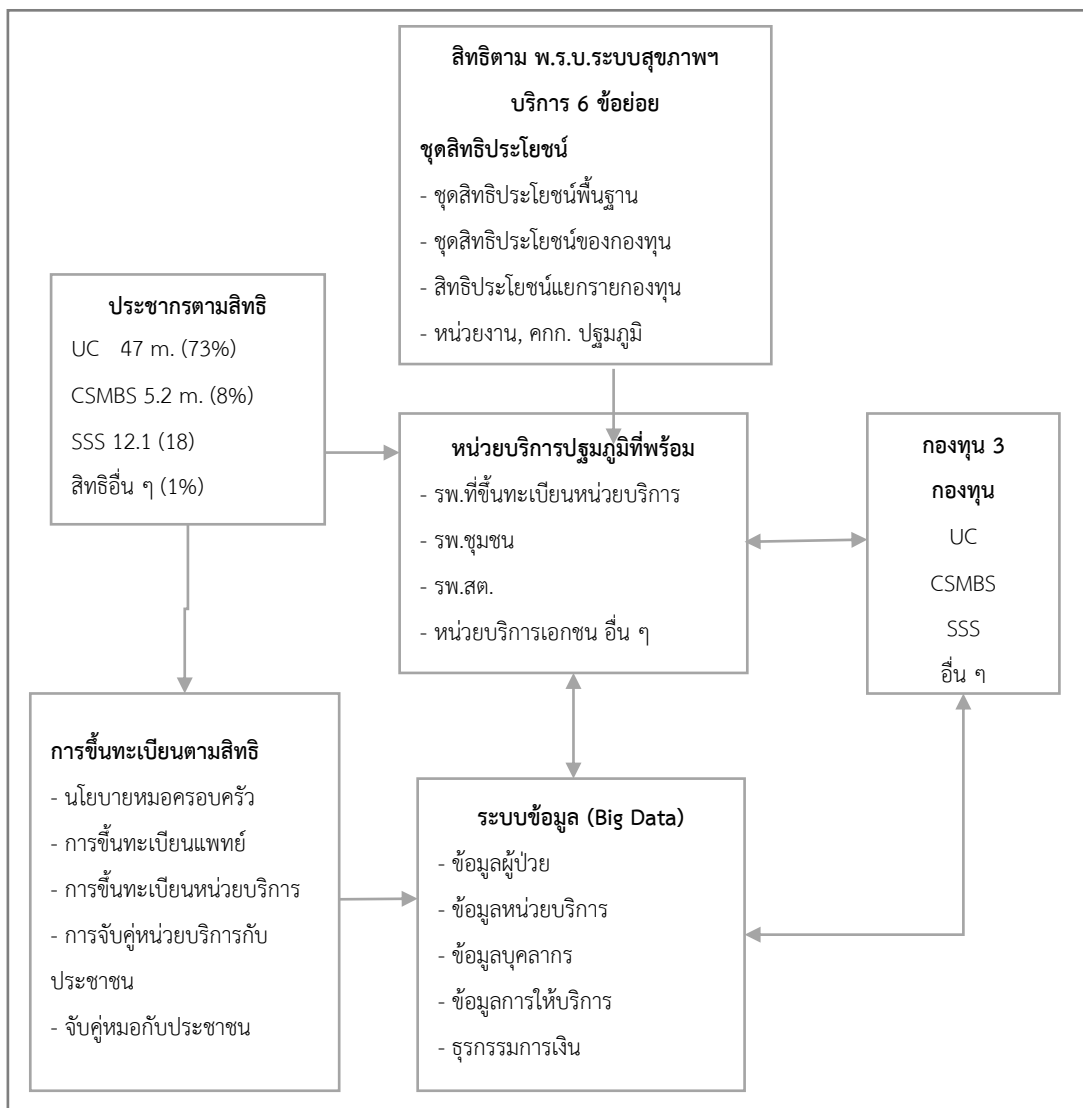 สิทธิตาม พ.ร.บ.ระบบสุขภาพฯ
บริการ 6 ข้อย่อย
ชุดสิทธิประโยชน์
- ชุดสิทธิประโยชน์พื้นฐาน
- ชุดสิทธิประโยชน์ของกองทุน
- สิทธิประโยชน์แยกรายกองทุน
- หน่วยงาน, คกก. ปฐมภูมิ
ประชากรตามสิทธิ
UC 47 m. (73%)
CSMBS 5.2 m. (8%)
SSS 12.1 (18)
สิทธิอื่น ๆ (1%)
หน่วยบริการปฐมภูมิที่พร้อม
- รพ.ที่ขึ้นทะเบียนหน่วยบริการ
- รพ.ชุมชน
- รพ.สต.
- หน่วยบริการเอกชน อื่น ๆ
กองทุน 3
กองทุน
UC
CSMBS
SSS
อื่น ๆ
การขึ้นทะเบียนตามสิทธิ
- นโยบายหมอครอบครัว
- การขึ้นทะเบียนแพทย์
- การขึ้นทะเบียนหน่วยบริการ
- การจับคู่หน่วยบริการกับ
ประชาชน
- จับคู่หมอกับประชาชน
ระบบข้อมูล (Big Data)
- ข้อมูลผู้ป่วย
- ข้อมูลหน่วยบริการ
- ข้อมูลบุคลากร
- ข้อมูลการให้บริการ
- ธุรกรรมการเงิน